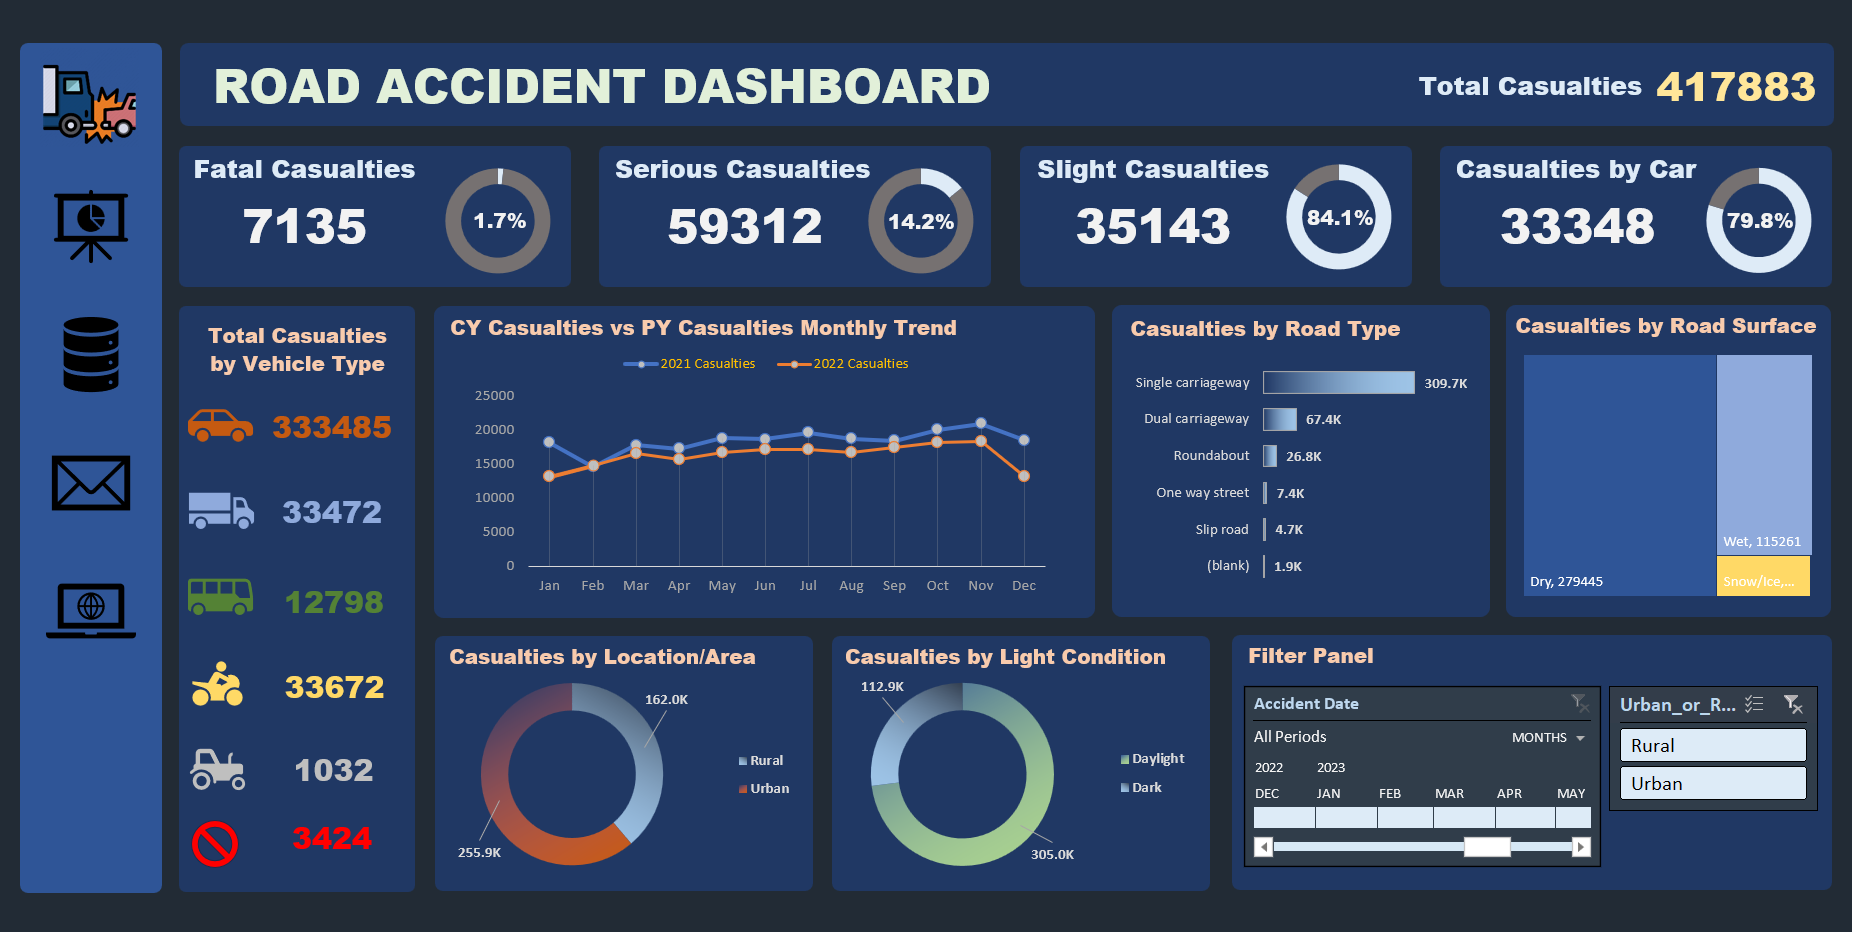 ROAD ACCIDENT DASHBOARD
Total Casualties 417883
Fatal Casualties
7135
1.7%
Serious Casualties
59312
14.2%
Slight Casualties
35143
84.1%
Casualties by Car
33348
79.8%
Total Casualties
by Vehicle Type
333485
33472
12798
33672
1032
3424
CY Casualties vs PY Casualties Monthly Trend
2021 Casualties 2022 Casualties
25000
20000
15000
10000
5000
0
Jan Feb Mar Apr May Jun Jul Aug Sep Oct Nov Dec
Casualties by Road Type
Single carriageway 309.7K
Dual carriageway 67.4K
Roundabout 26.8K
One way street 7.4K
Slip road 4.7K
(blank) 1.9K
Casualties by Road Surface
Dry, 279445
Wet, 115261
Snow/Ice,...
Casualties by Location/Area
162.0K
255.9K
Rural
Urban
Casualties by Light Condition
112.9K
305.0K
Daylight
Dark
Filter Panel
Accident Date
All Periods MONTHS
2022 2023
DEC JAN FEB MAR APR MAY
Urban_or_R...
Rural
Urban